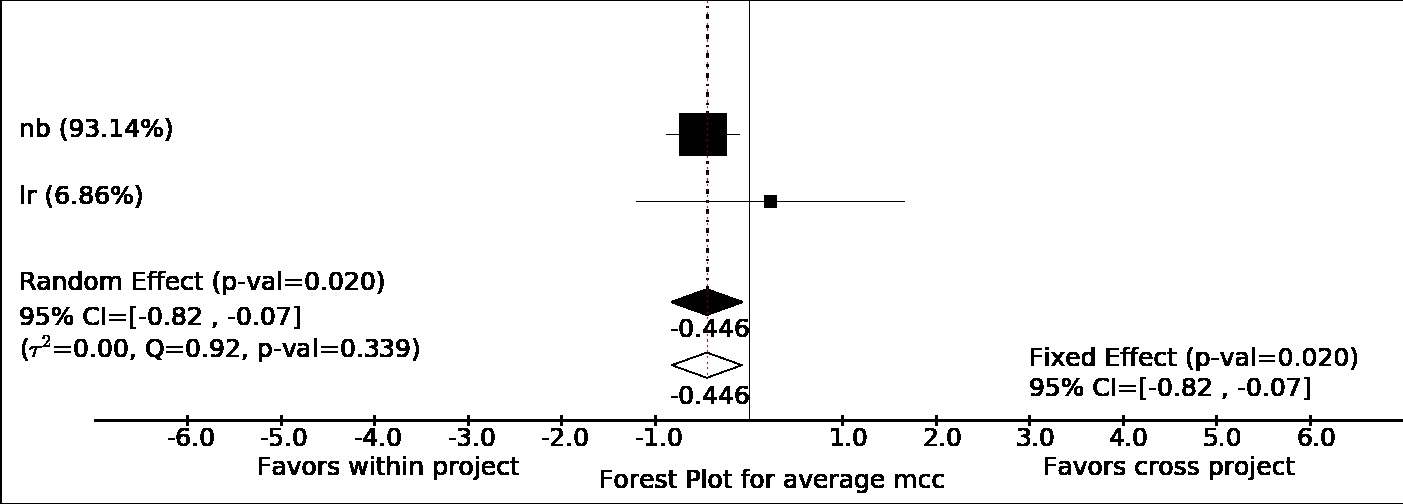 nb (93.14%)
lr (6.86%)
Random Effect (p-val=0.020)
95% CI=[-0.82 , -0.07]
(τ²=0.00, Q=0.92, p-val=0.339)
-0.446
-0.446
Fixed Effect (p-val=0.020)
95% CI=[-0.82 , -0.07]
-6.0 -5.0 -4.0 -3.0 -2.0 -1.0 1.0 2.0 3.0 4.0 5.0 6.0
Favors within project
Forest Plot for average mcc
Favors cross project